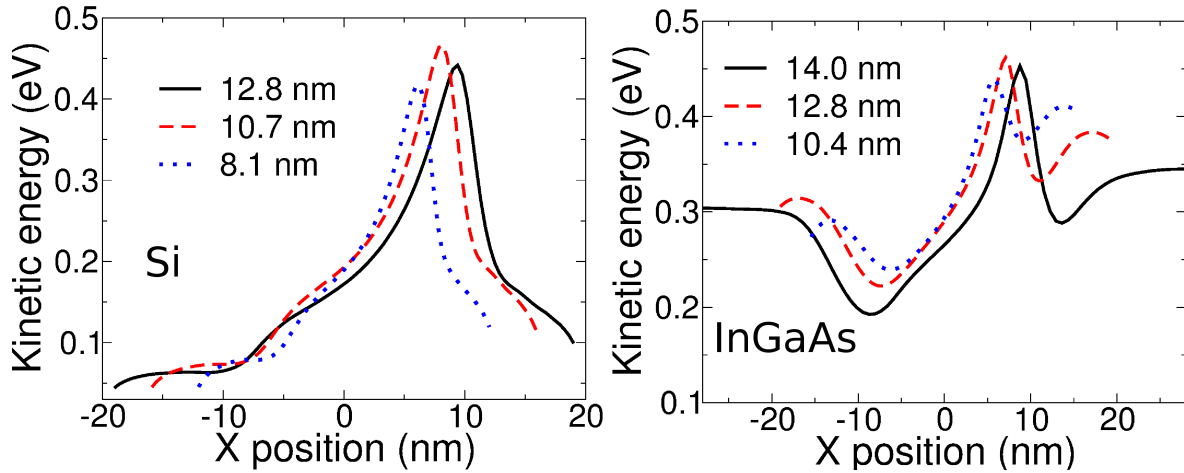 0.5
0.4
0.3
0.2
0.1
Kinetic energy (eV)
12.8 nm
10.7 nm
8.1 nm
Si
-20 -10 0 10 20
X position (nm)
0.5
0.4
0.3
0.2
0.1
Kinetic energy (eV)
14.0 nm
12.8 nm
10.4 nm
InGaAs
-20 -10 0 10 20
X position (nm)